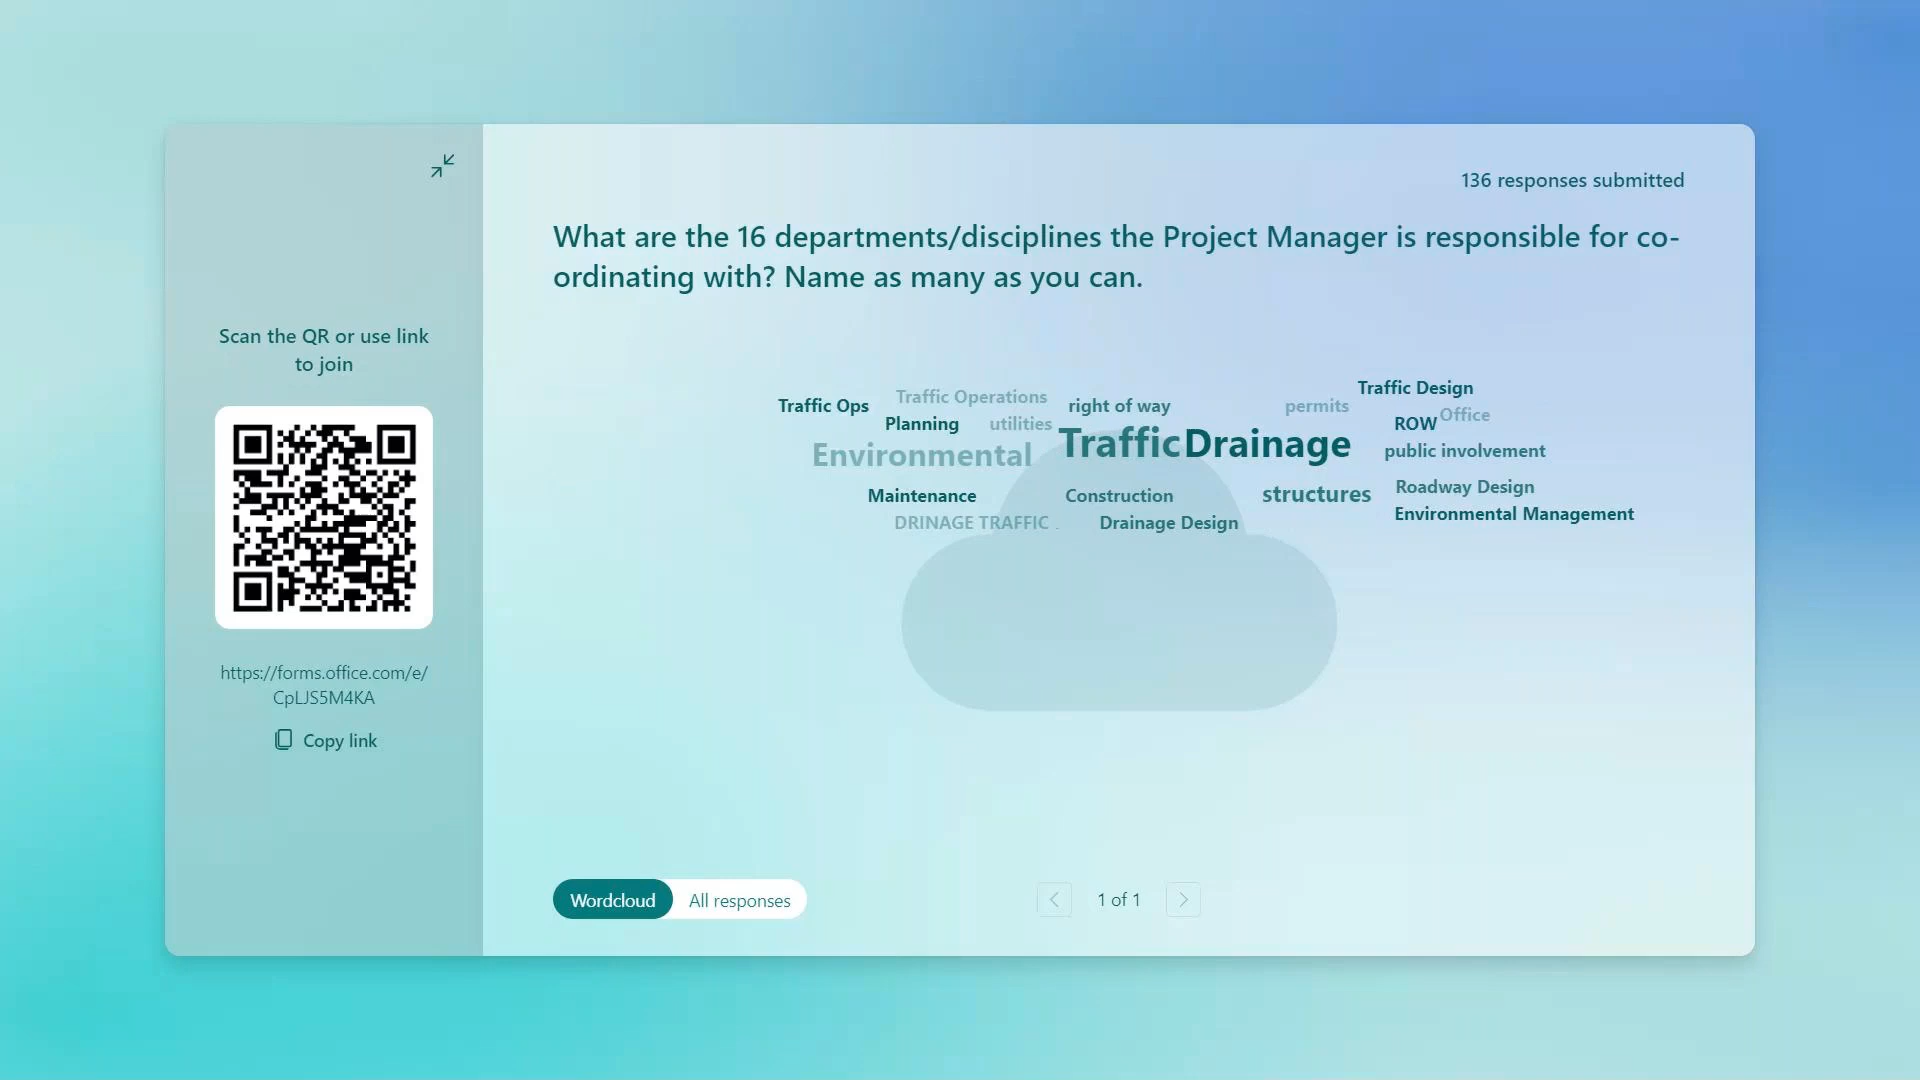 136 responses submitted
What are the 16 departments/disciplines the Project Manager is responsible for co-
ordinating with? Name as many as you can.
Scan the QR or use link
to join
https://forms.office.com/e/
CpLJS5M4KA
Copy link
Traffic Design
Traffic Operations
Traffic Ops
right of way
permits
Office
Planning
utilities
ROW
Traffic
Drainage
Environmental
public involvement
Roadway Design
structures
Maintenance
Construction
Environmental Management
DRINAGE TRAFFIC .
Drainage Design
Wordcloud
All responses
1 of 1